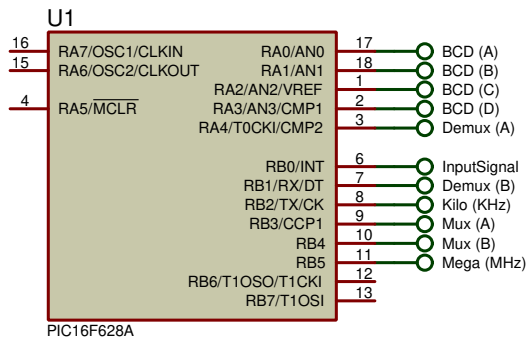 U1
16 RA7/OSC1/CLKIN RA0/AN0 17 BCD (A)
15 RA6/OSC2/CLKOUT RA1/AN1 18 BCD (B)
RA2/AN2/VREF 1 BCD (C)
4 RA5/MCLR RA3/AN3/CMP1 2 BCD (D)
RA4/T0CKI/CMP2 3 Demux (A)
RB0/INT 6 InputSignal
RB1/RX/DT 7 Demux (B)
RB2/TX/CK 8 Kilo (KHz)
RB3/CCP1 9 Mux (A)
RB4 10 Mux (B)
RB5 11 Mega (MHz)
RB6/T1OSO/T1CKI 12
RB7/T1OSI 13
PIC16F628A